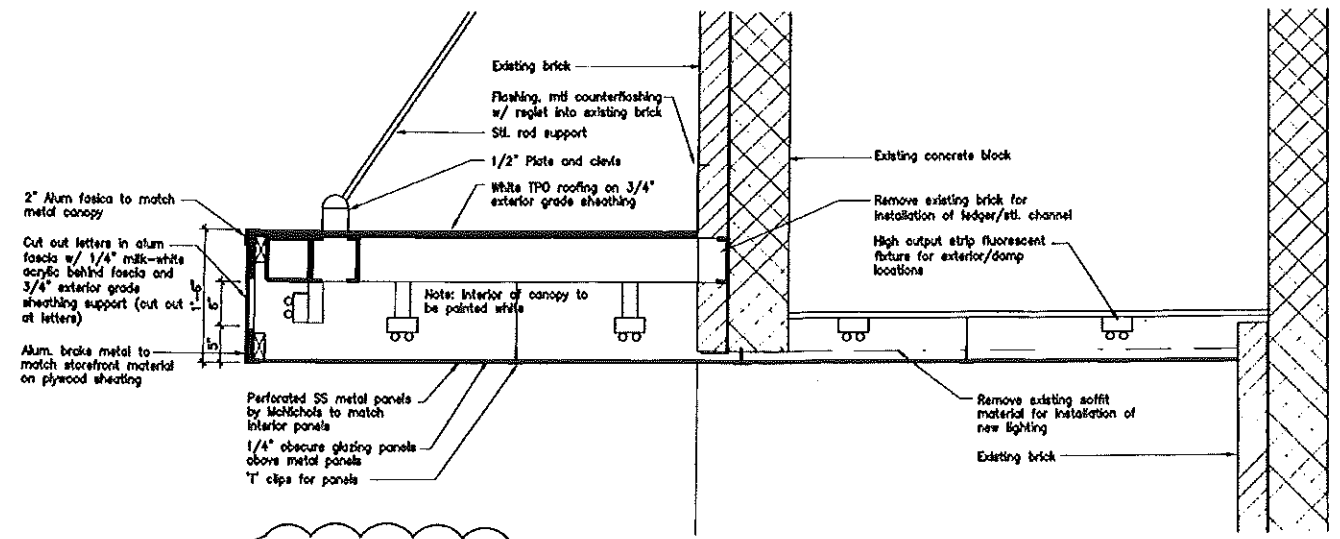 Existing brick
Flashing, mtl counterflashing
w/ reglet into existing brick
Stl. rod support
1/2" Plate and clevis
White TPO roofing on 3/4"
exterior grade sheathing
2" Alum fasica to match
metal canopy
Cut out letters in alum
fascia w/ 1/4" milk-white
acrylic behind fascia and
3/4" exterior grade
sheathing support (cut out
at letters)
Alum. brake metal to
match storefront material
on plywood sheating
1'-6"
6"
5"
Note: Interior of canopy to
be painted white
Perforated SS metal panels
by McNichols to match
interior panels
1/4" obscure glazing panels
above metal panels
'T' clips for panels
Existing concrete block
Remove existing brick for
installation of ledger/stl. channel
High output strip fluorescent
fixture for exterior/damp
locations
Remove existing soffit
material for installation of
new lighting
Existing brick